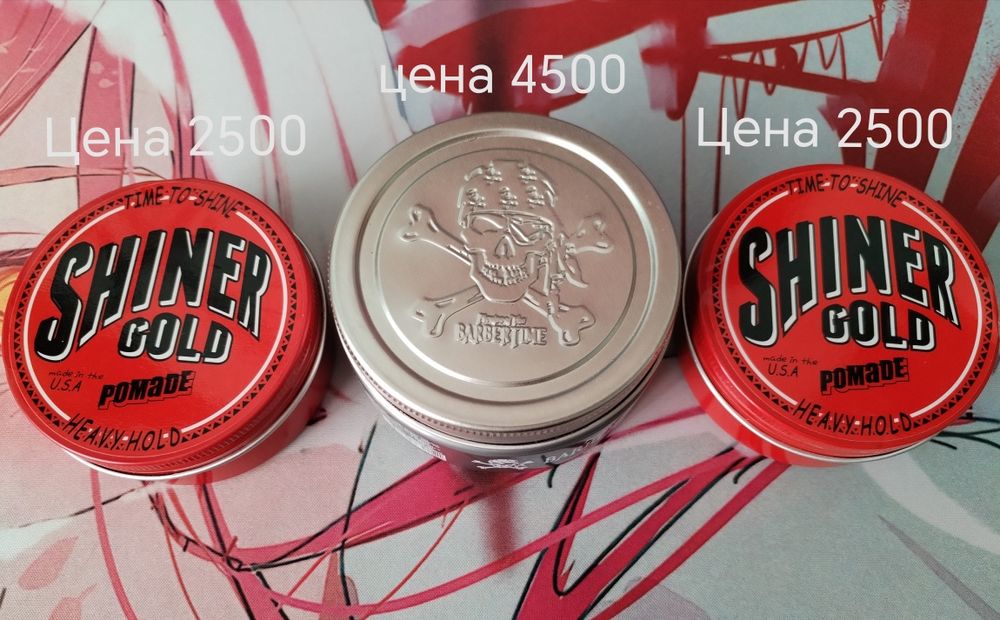 цена 4500
Цена 2500
Цена 2500
TIME TO SHINE
SHINER
GOLD
made in the
U.S.A
POMADE
HEAVY HOLD
BARBERTIME
TIME TO SHINE
SHINER
GOLD
made in the
U.S.A
POMADE
HEAVY HOLD